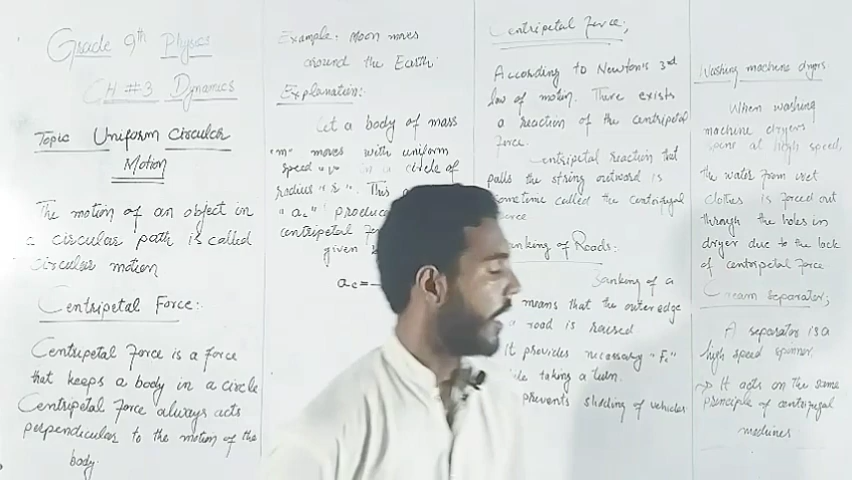 Grade 9th Physics
CH # 3 Dynamics
Topic Uniform Circular
Motion
The motion of an object in
a circular path is called
circular motion
Centripetal Force:-
Centripetal Force is a force
that keeps a body in a circle
Centripetal Force always acts
perpendicular to the motion of the
body.
Example: Moon moves
around the Earth.
Explanation:
Let a body of mass
"m" moves with uniform
speed "v" in a circle of
radius "r". This
"ac" produce
centripetal
given
ac=
Centripetal Force;
According to Newton's 3rd
law of motion. There exists
a reaction of the centripetal
force.
Centripetal reaction that
pulls the string outward is
sometime called the centrifugal
force
Banking of Roads:
Banking of a
means that the outer edge
a road is raised
It provides necessary "Fc"
taking a turn.
prevents skidding of vehicles
Washing machine dryers
When washing
machine dryers
spins at high speed,
the water from wet
clothes is forced out
through the holes in
dryer due to the lack
of centripetal force
Cream Separator;
A separator is a
high speed spinner.
It acts on the same
principle of centrifugal
mechines